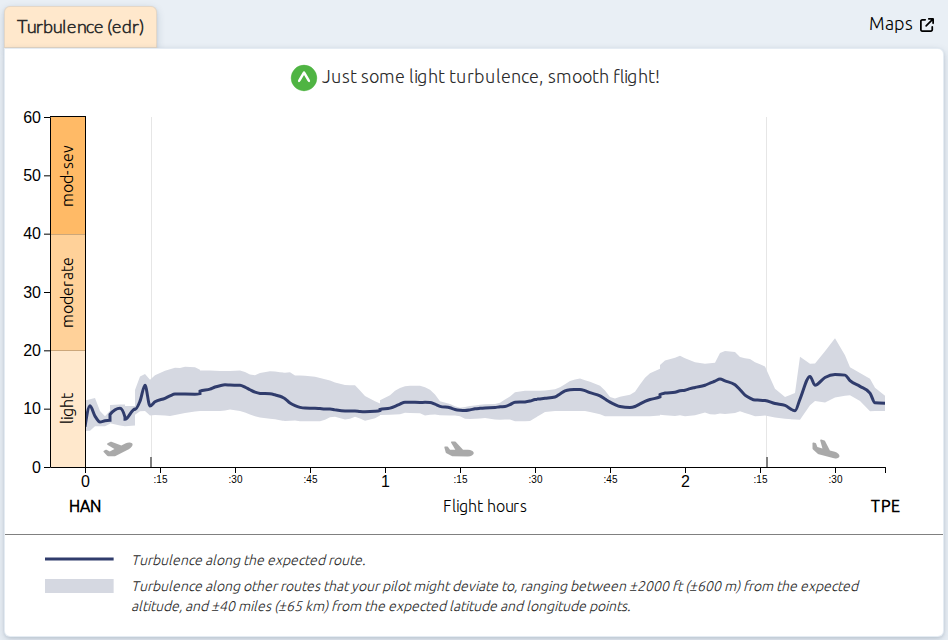 Turbulence (edr)
Maps
Just some light turbulence, smooth flight!
60
50
40
30
20
10
0
mod-sev
moderate
light
0 :15 :30 :45 1 :15 :30 :45 2 :15 :30
HAN Flight hours TPE
Turbulence along the expected route.
Turbulence along other routes that your pilot might deviate to, ranging between ±2000 ft (±600 m) from the expected
altitude, and ±40 miles (±65 km) from the expected latitude and longitude points.